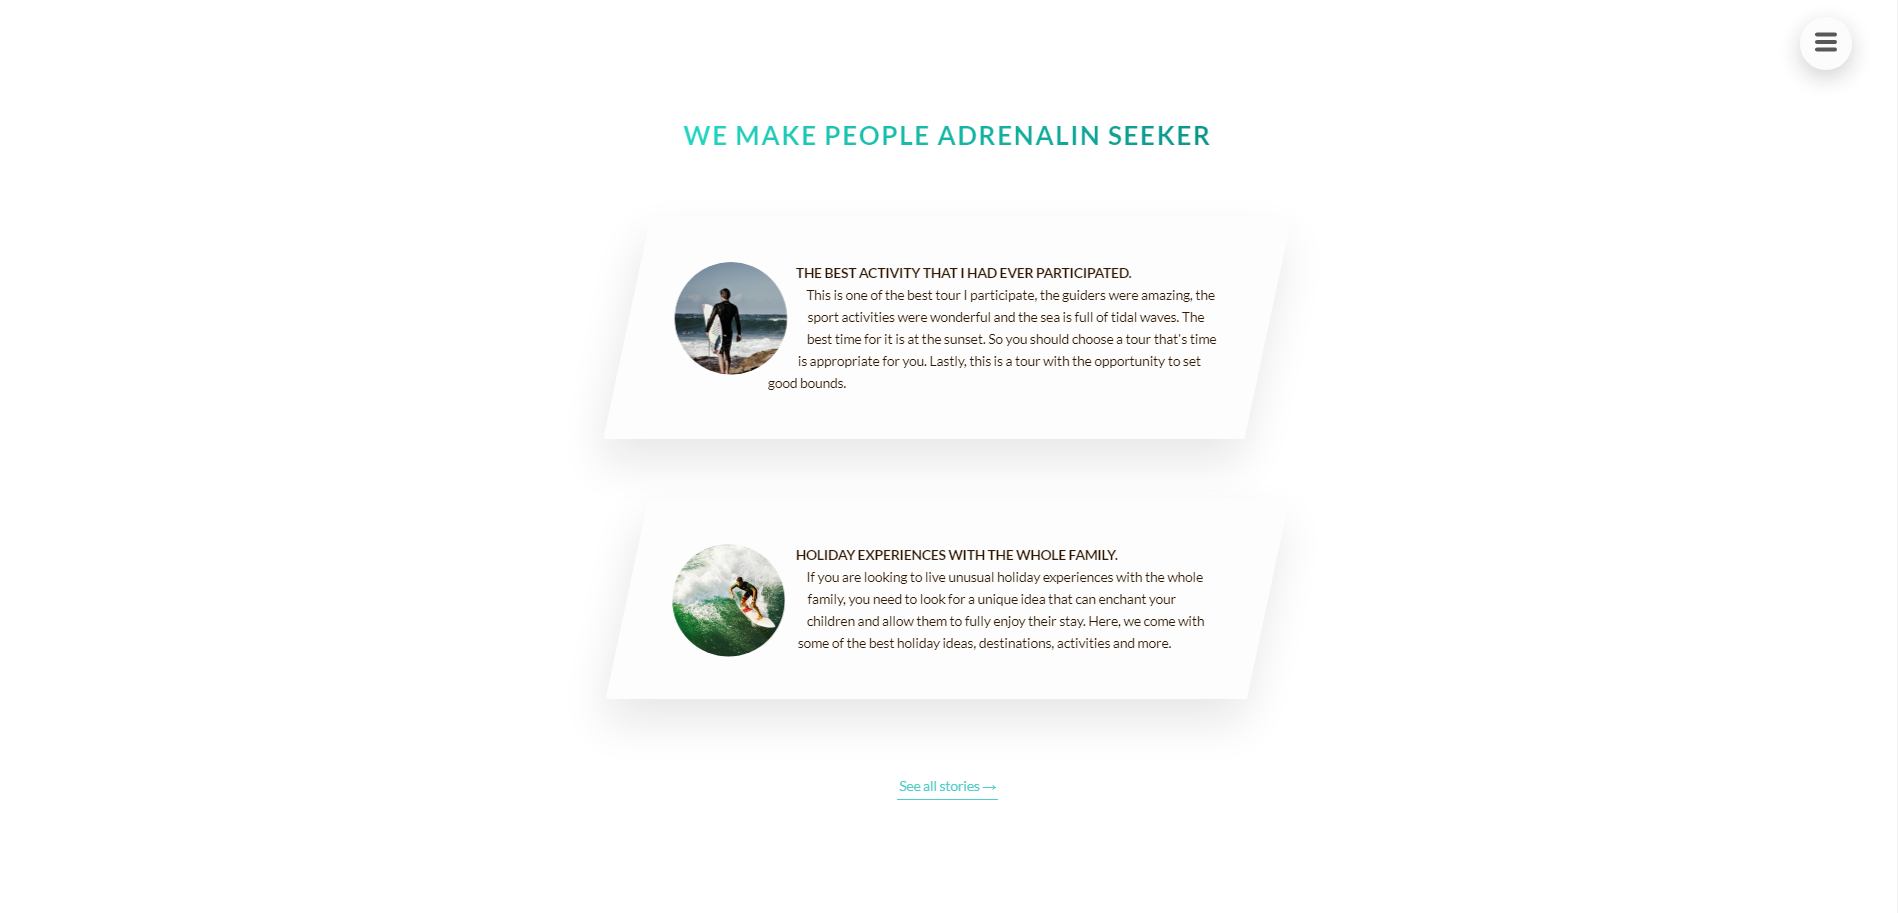 WE MAKE PEOPLE ADRENALIN SEEKER
THE BEST ACTIVITY THAT I HAD EVER PARTICIPATED.
This is one of the best tour I participate, the guiders were amazing, the
sport activities were wonderful and the sea is full of tidal waves. The
best time for it is at the sunset. So you should choose a tour that's time
is appropriate for you. Lastly, this is a tour with the opportunity to set
good bounds.
HOLIDAY EXPERIENCES WITH THE WHOLE FAMILY.
If you are looking to live unusual holiday experiences with the whole
family, you need to look for a unique idea that can enchant your
children and allow them to fully enjoy their stay. Here, we come with
some of the best holiday ideas, destinations, activities and more.
See all stories →